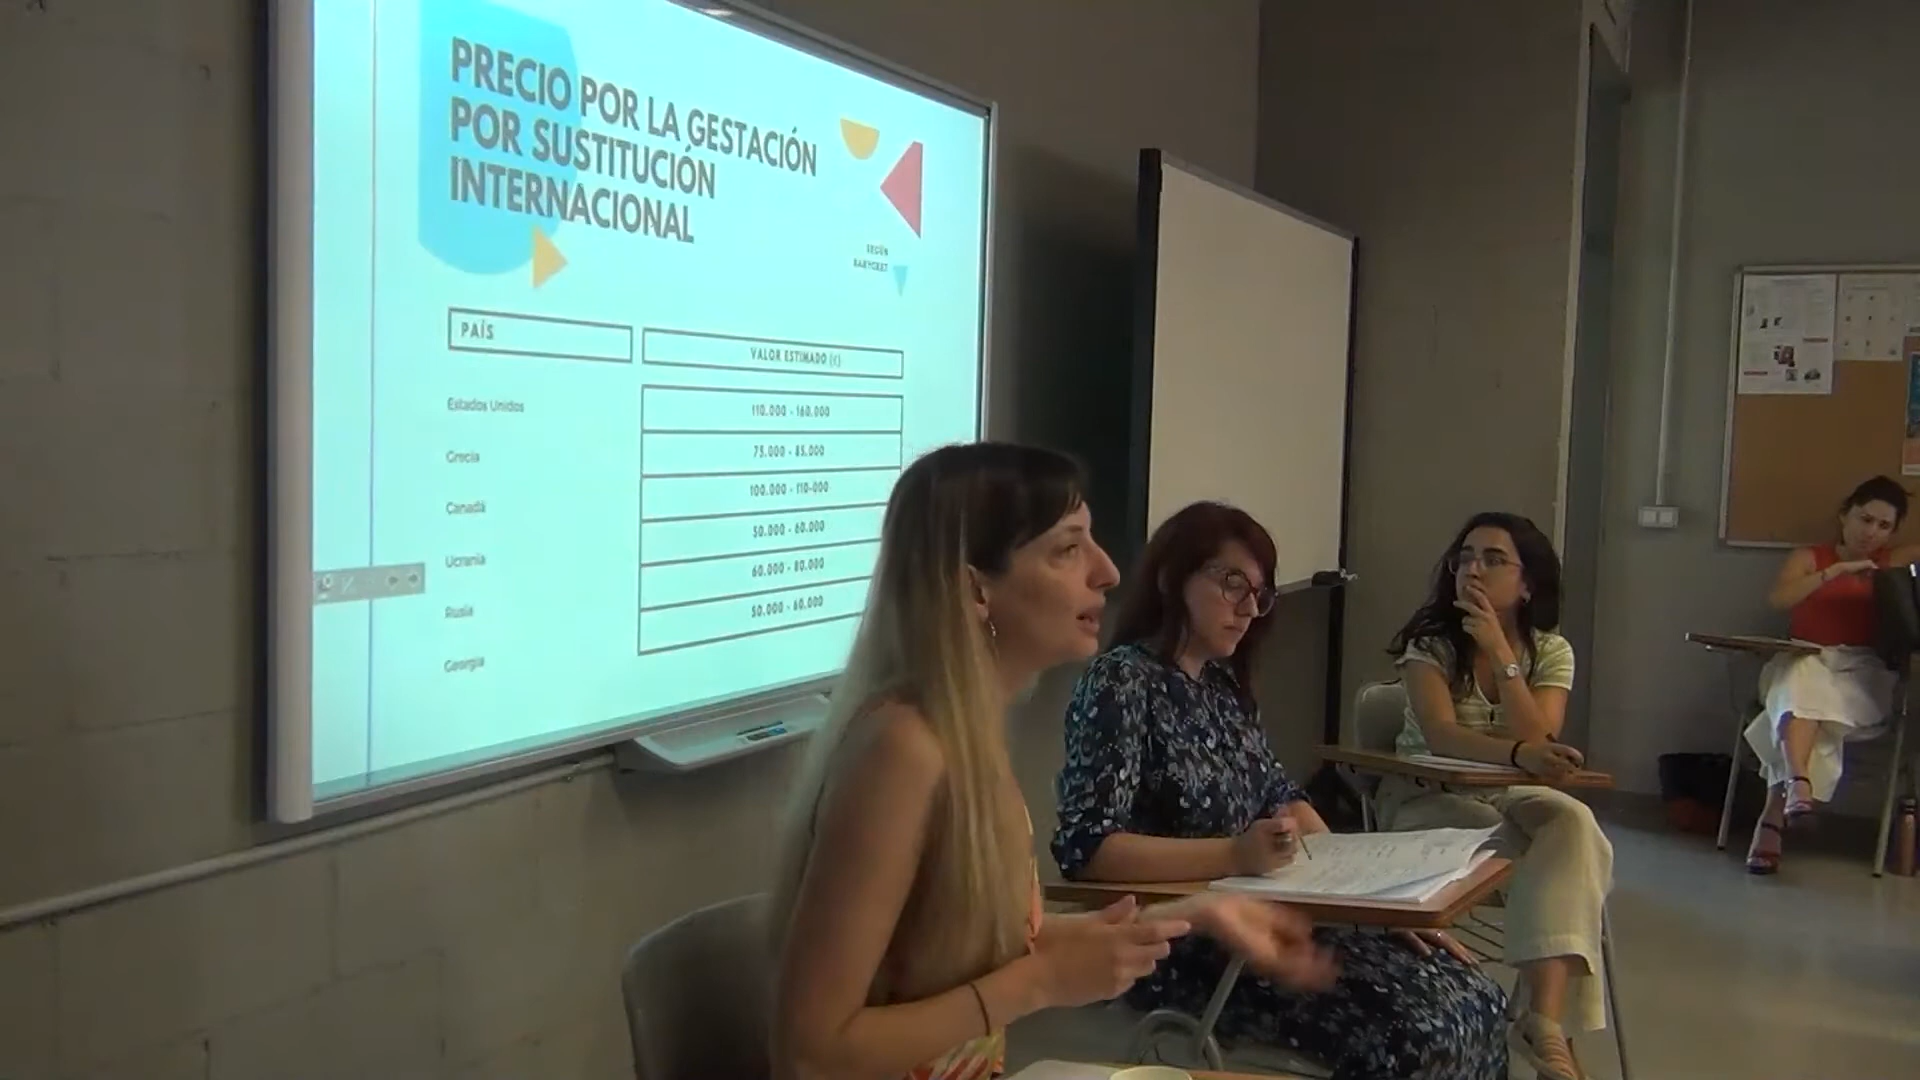 PRECIO POR LA GESTACIÓN
POR SUSTITUCIÓN
INTERNACIONAL
SEGÚN
BABYGEST
PAÍS
VALOR ESTIMADO (€)
Estados Unidos
110.000 - 160.000
Grecia
75.000 - 85.000
Canadá
100.000 - 110-000
Ucrania
50.000 - 60.000
Rusia
60.000 - 80.000
Georgia
50.000 - 60.000